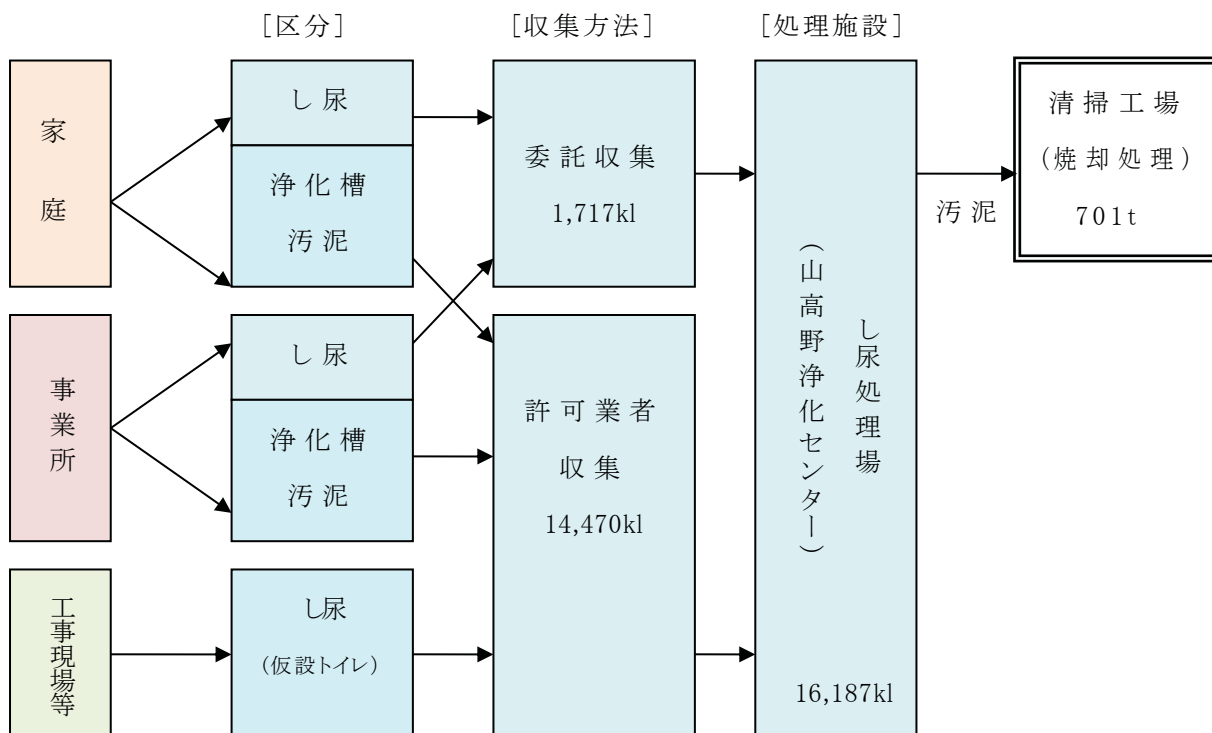 [区分]
[収集方法]
[処理施設]
家庭
し尿
浄化槽
汚泥
委託収集
1,717kl
清掃工場
(焼却処理)
701t
汚泥
事業所
し尿
浄化槽
汚泥
許可業者
収集
14,470kl
し尿処理場
(山高野浄化センター)
16,187kl
工事現場等
し尿
(仮設トイレ)